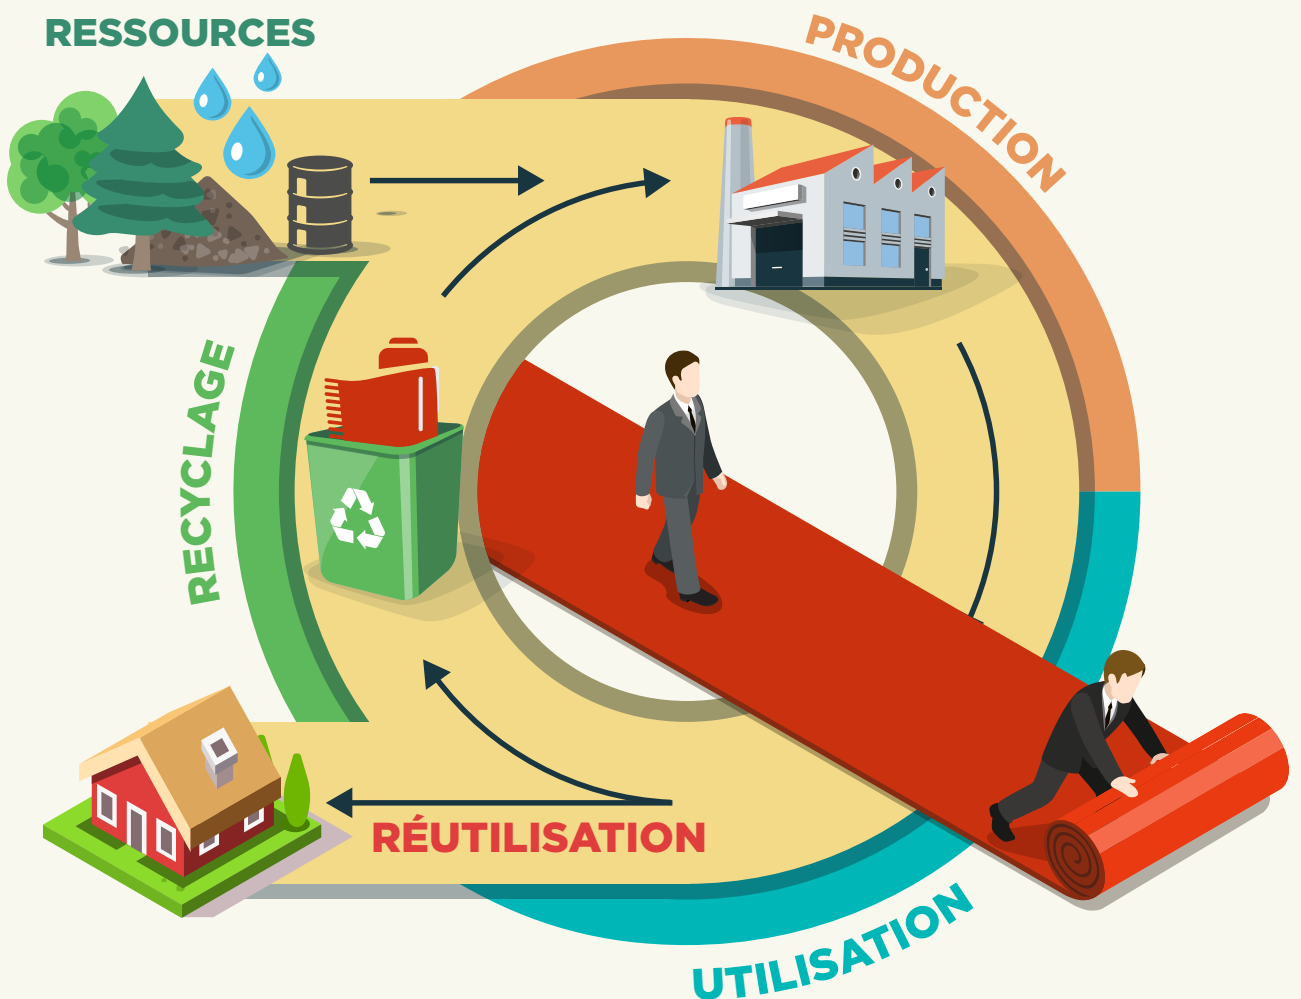 RESSOURCES
PRODUCTION
RECYCLAGE
RÉUTILISATION
UTILISATION